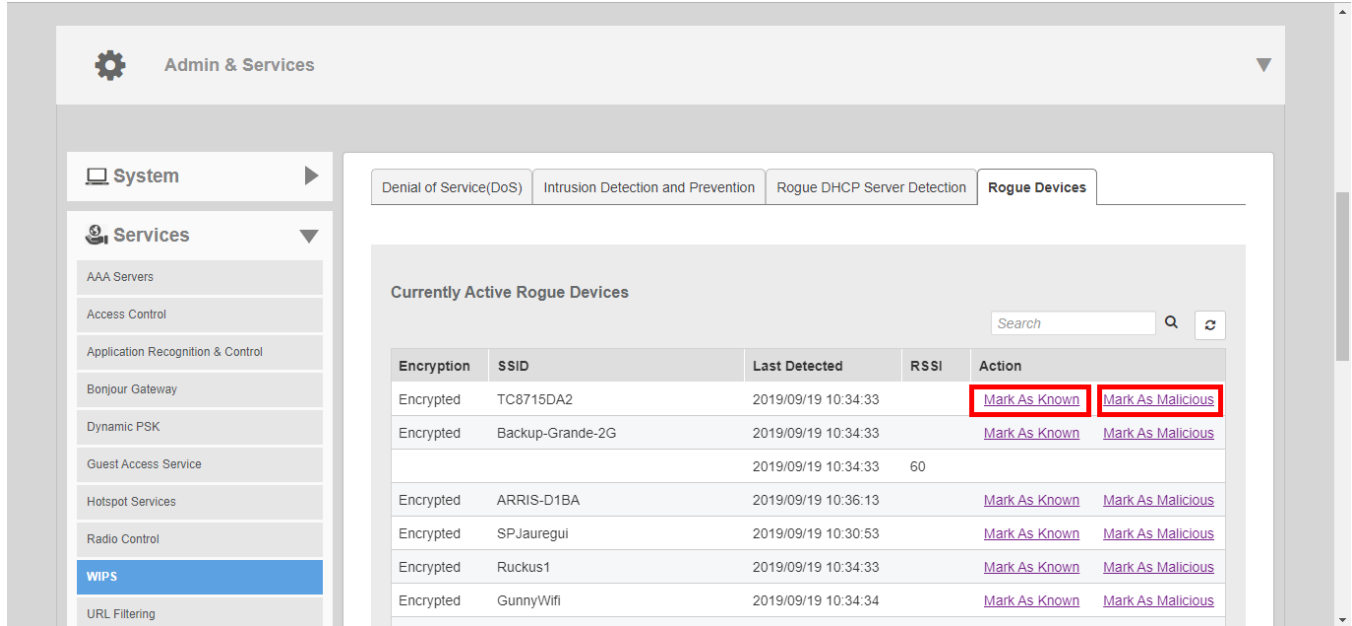 Admin & Services
System
Services
AAA Servers
Access Control
Application Recognition & Control
Bonjour Gateway
Dynamic PSK
Guest Access Service
Hotspot Services
Radio Control
WIPS
URL Filtering
Denial of Service(DoS) Intrusion Detection and Prevention Rogue DHCP Server Detection Rogue Devices
Currently Active Rogue Devices
Search
Encryption SSID Last Detected RSSI Action
Encrypted TC8715DA2 2019/09/19 10:34:33 Mark As Known Mark As Malicious
Encrypted Backup-Grande-2G 2019/09/19 10:34:33 Mark As Known Mark As Malicious
2019/09/19 10:34:33 60
Encrypted ARRIS-D1BA 2019/09/19 10:36:13 Mark As Known Mark As Malicious
Encrypted SPJauregui 2019/09/19 10:30:53 Mark As Known Mark As Malicious
Encrypted Ruckus1 2019/09/19 10:34:33 Mark As Known Mark As Malicious
Encrypted GunnyWifi 2019/09/19 10:34:34 Mark As Known Mark As Malicious